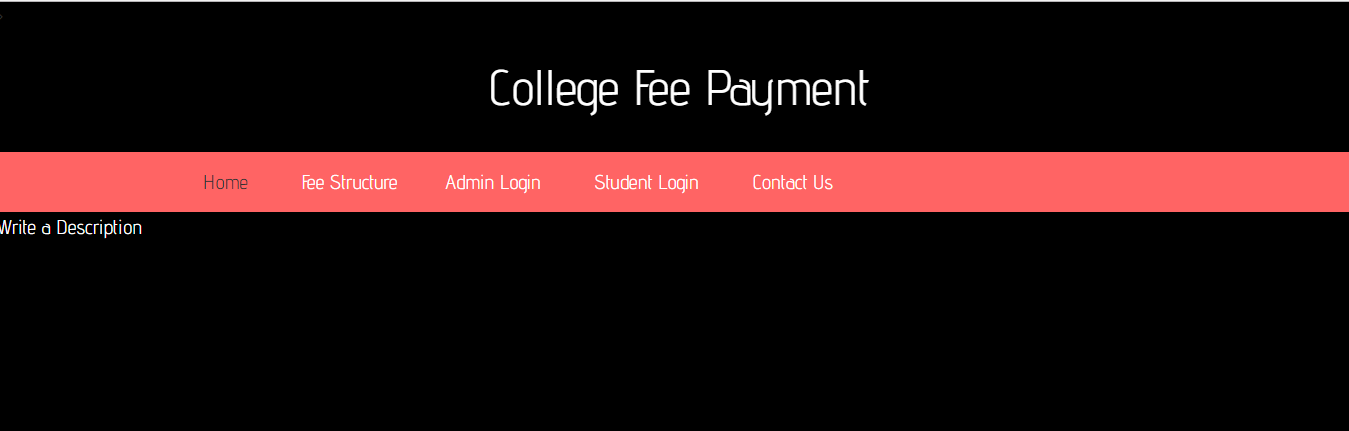 College Fee Payment
Home Fee Structure Admin Login Student Login Contact Us
Write a Description